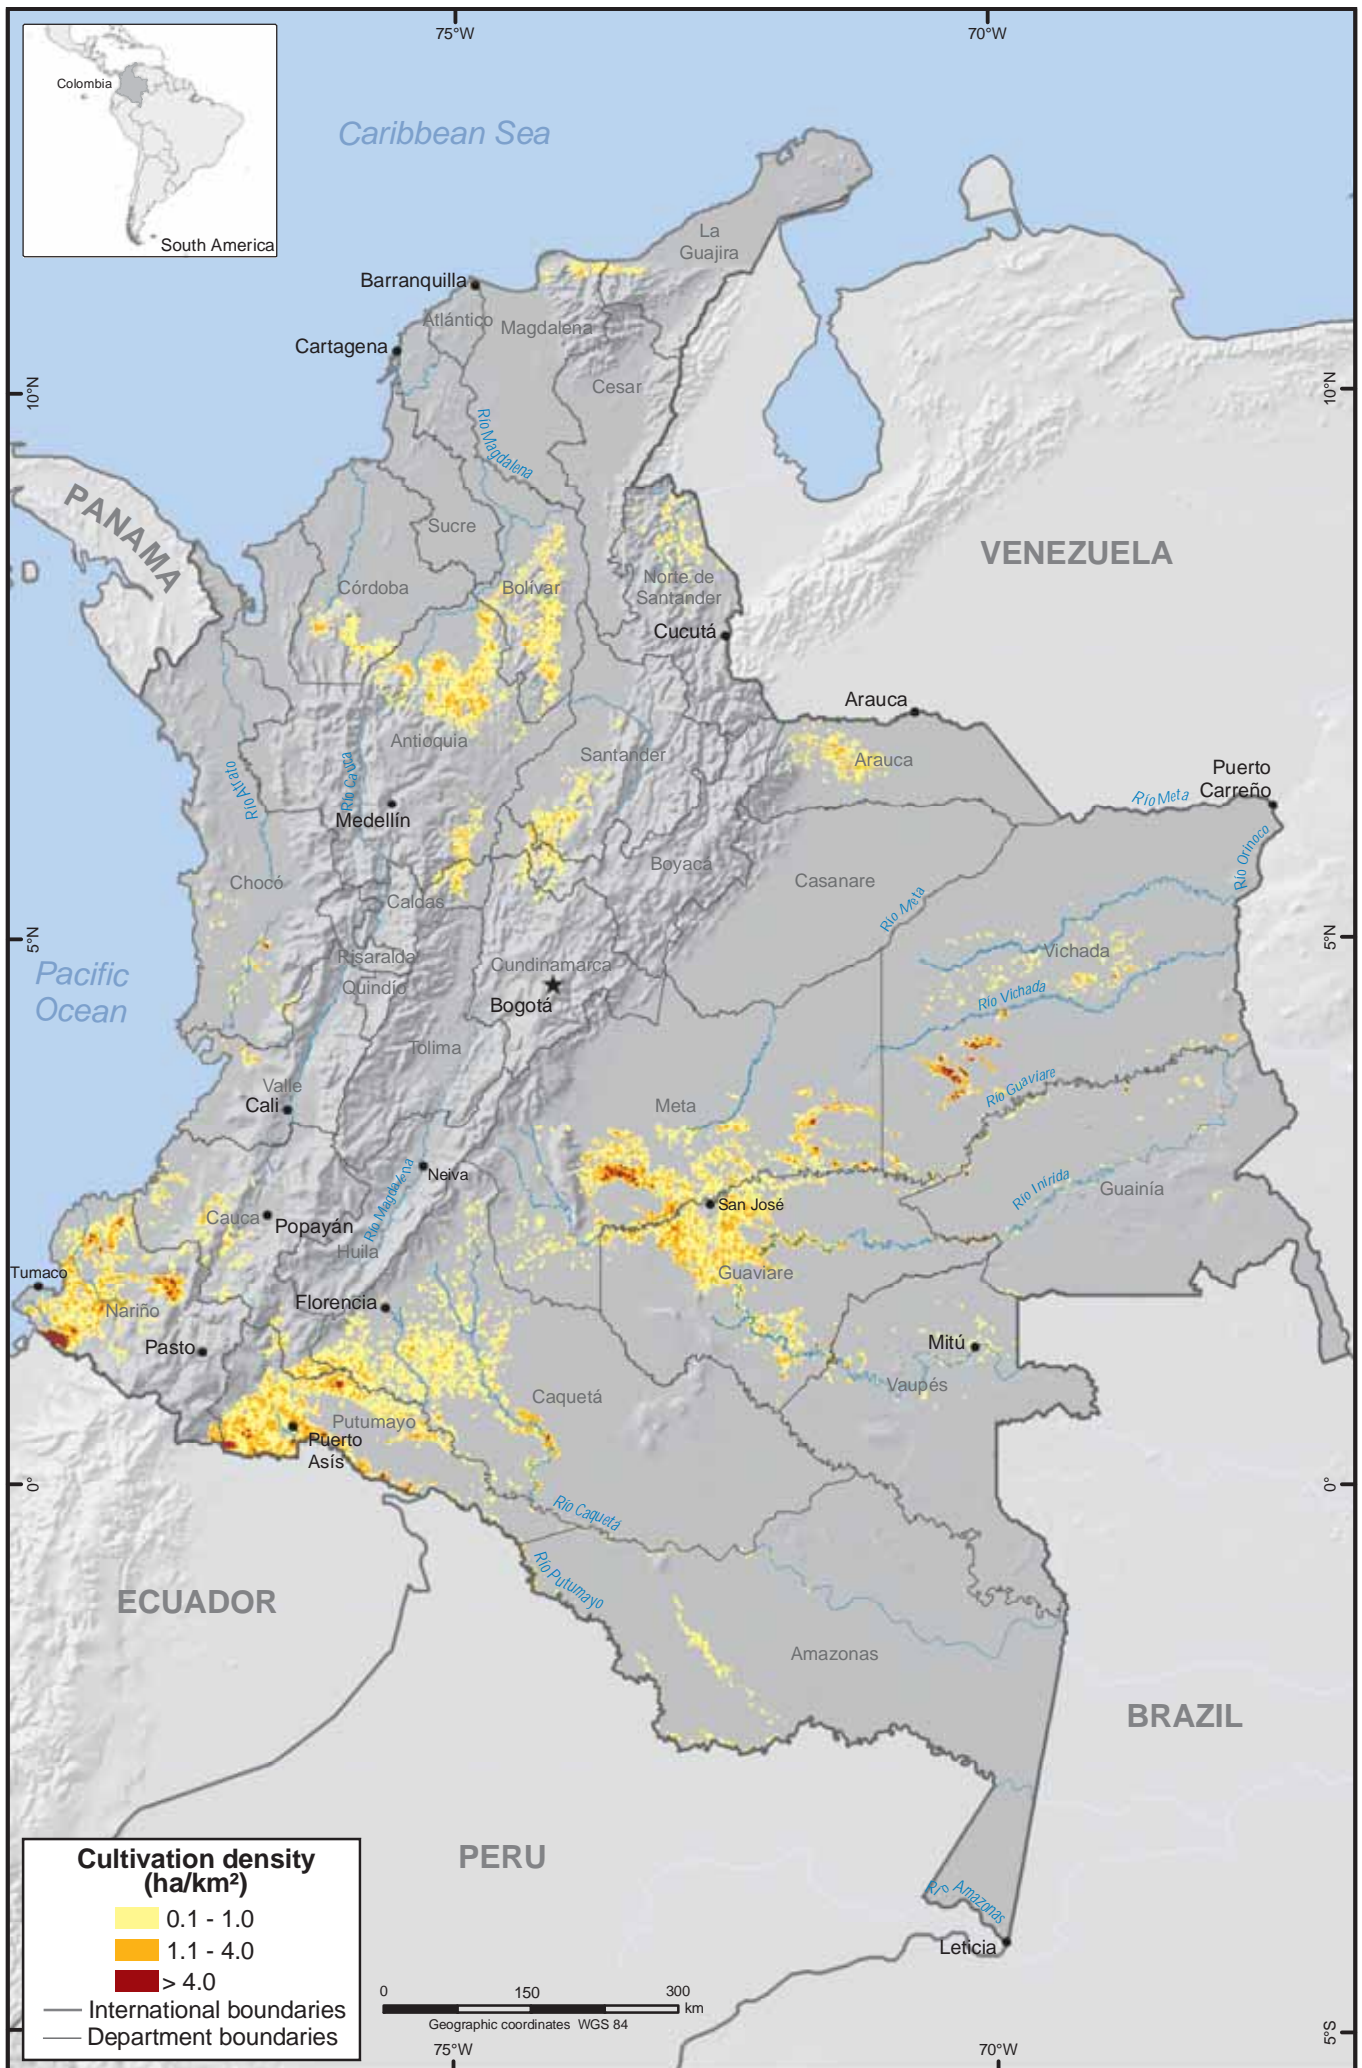 75°W
70°W
Colombia
South America
Caribbean Sea
La
Guajira
Barranquilla
Atlántico
Magdalena
Cartagena
Cesar
10°N
10°N
Río Magdalena
PANAMA
Sucre
VENEZUELA
Córdoba
Bolívar
Norte de
Santander
Cucutá
Arauca
Antioquia
Santander
Arauca
Puerto
Carreño
Río Meta
Río Atrato
Río Cauca
Medellín
Río Orinoco
Boyacá
Chocó
Caldas
Casanare
Río Meta
5°N
5°N
Vichada
Risaralda
Cundinamarca
Pacific
Ocean
Quindío
Bogotá
Río Vichada
Tolima
Valle
Cali
Meta
Río Guaviare
Neiva
Río Magdalena
Río Inírida
Guainía
San José
Cauca
Popayán
Huila
Tumaco
Guaviare
Nariño
Florencia
Pasto
Mitú
Vaupés
Caquetá
Putumayo
Puerto
Asís
0°
0°
Río Caquetá
Río Putumayo
ECUADOR
Amazonas
BRAZIL
PERU
Río Amazonas
Leticia
Cultivation density
(ha/km²)
0.1 - 1.0
1.1 - 4.0
> 4.0
International boundaries
Department boundaries
0 150 300
km
Geographic coordinates WGS 84
5°S
75°W
70°W